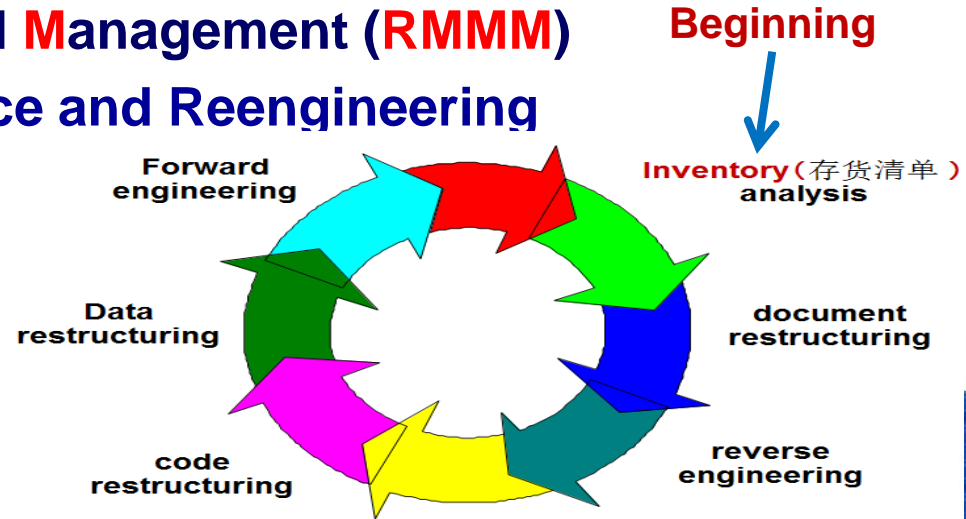 Management (RMMM)
and Reengineering
Beginning
Inventory(存货清单)
analysis
document
restructuring
reverse
engineering
code
restructuring
Data
restructuring
Forward
engineering